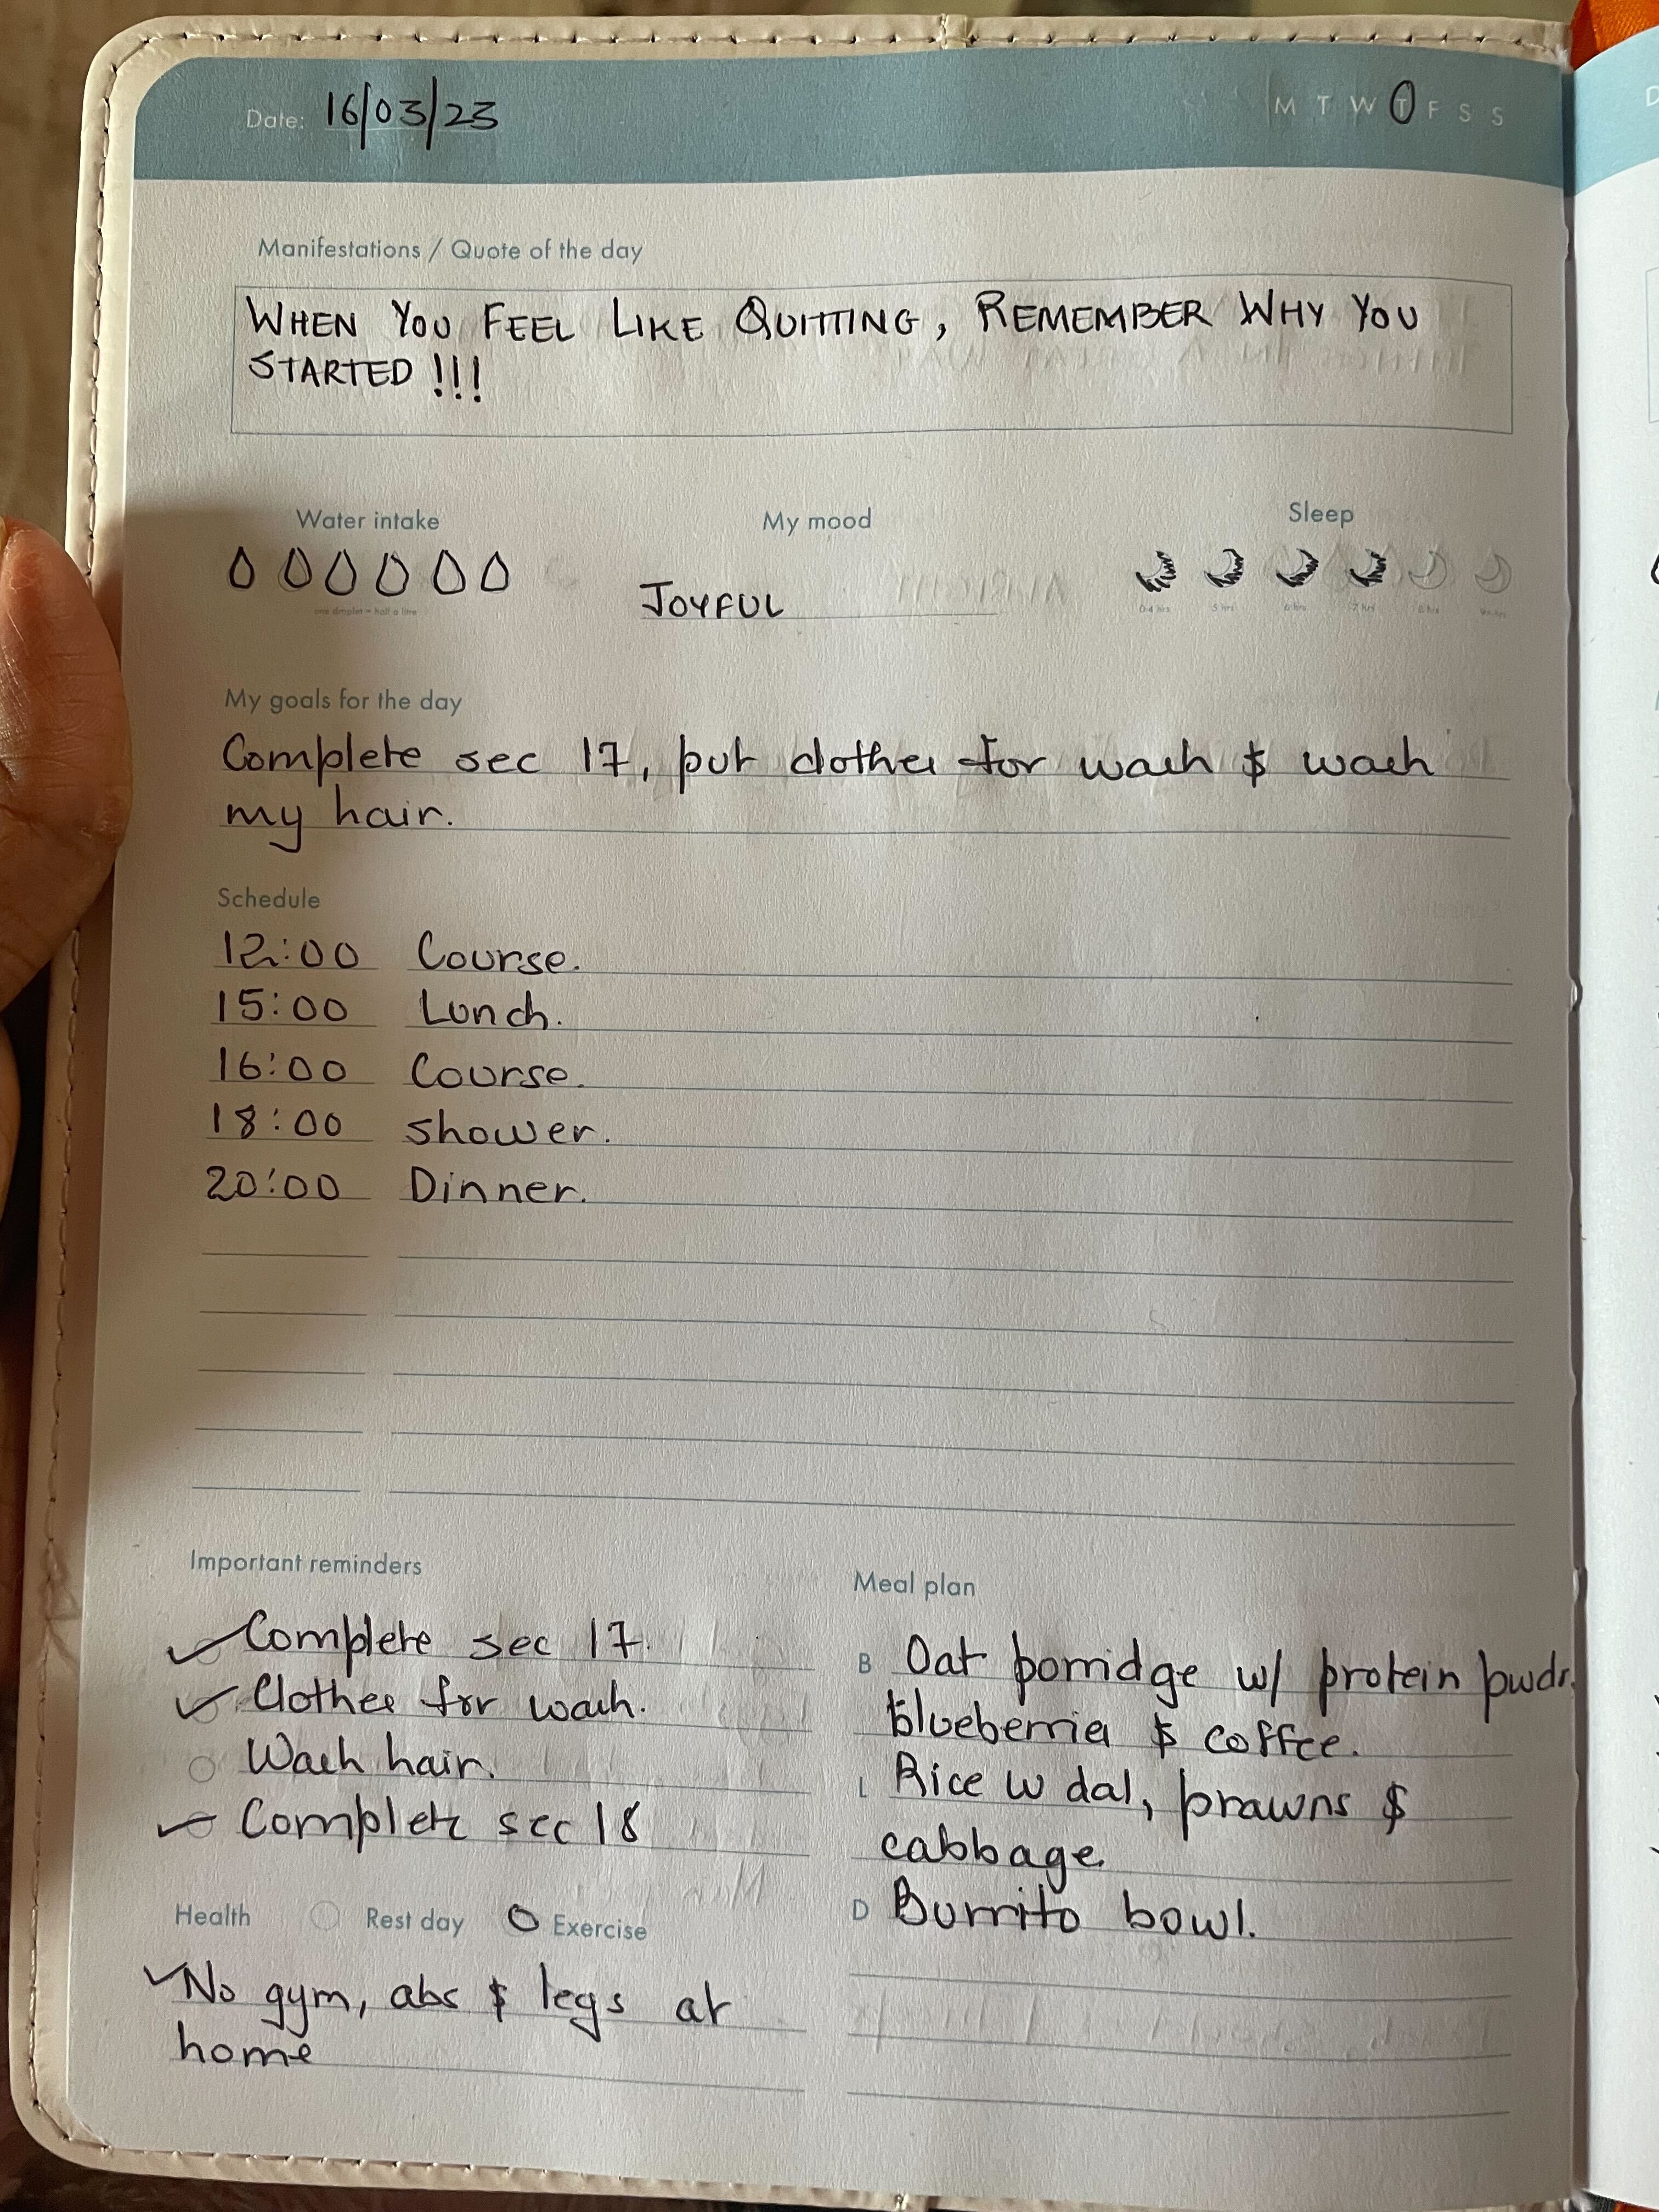 Date: 16/03/23
M T W T F S S
Manifestations / Quote of the day
WHEN YOU FEEL LIKE QUITTING, REMEMBER WHY YOU
STARTED !!!
Water intake
My mood
Sleep
one droplet = half a litre
JOYFUL
0-4 hrs 5 hrs 6 hrs 7 hrs 8 hrs
My goals for the day
Complete sec 17, put clothes for wash & wash
my hair.
Schedule
12:00 Course.
15:00 Lunch.
16:00 Course.
18:00 shower.
20:00 Dinner.
Important reminders
Complete sec 17.
Clothes for wash.
Wash hair.
Complete sec 18
Health Rest day Exercise
No gym, abs & legs at
home
Meal plan
B Oat porridge w/ protein pwdr.
blueberries & coffee.
L Rice w dal, prawns &
cabbage.
D Burrito bowl.